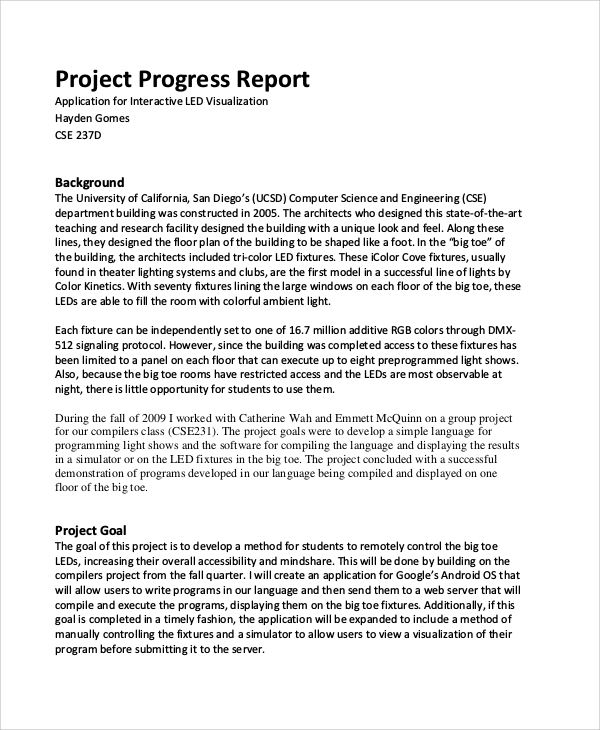 Project Progress Report
Application for Interactive LED Visualization
Hayden Gomes
CSE 237D
Background
The University of California, San Diego's (UCSD) Computer Science and Engineering (CSE)
department building was constructed in 2005. The architects who designed this state-of-the-art
teaching and research facility designed the building with a unique look and feel. Along these
lines, they designed the floor plan of the building to be shaped like a foot. In the “big toe” of
the building, the architects included tri-color LED fixtures. These iColor Cove fixtures, usually
found in theater lighting systems and clubs, are the first model in a successful line of lights by
Color Kinetics. With seventy fixtures lining the large windows on each floor of the big toe, these
LEDs are able to fill the room with colorful ambient light.
Each fixture can be independently set to one of 16.7 million additive RGB colors through DMX-
512 signaling protocol. However, since the building was completed access to these fixtures has
been limited to a panel on each floor that can execute up to eight preprogrammed light shows.
Also, because the big toe rooms have restricted access and the LEDs are most observable at
night, there is little opportunity for students to use them.
During the fall of 2009 I worked with Catherine Wah and Emmett McQuinn on a group project
for our compilers class (CSE231). The project goals were to develop a simple language for
programming light shows and the software for compiling the language and displaying the results
in a simulator or on the LED fixtures in the big toe. The project concluded with a successful
demonstration of programs developed in our language being compiled and displayed on one
floor of the big toe.
Project Goal
The goal of this project is to develop a method for students to remotely control the big toe
LEDs, increasing their overall accessibility and mindshare. This will be done by building on the
compilers project from the fall quarter. I will create an application for Google's Android OS that
will allow users to write programs in our language and then send them to a web server that will
compile and execute the programs, displaying them on the big toe fixtures. Additionally, if this
goal is completed in a timely fashion, the application will be expanded to include a method of
manually controlling the fixtures and a simulator to allow users to view a visualization of their
program before submitting it to the server.